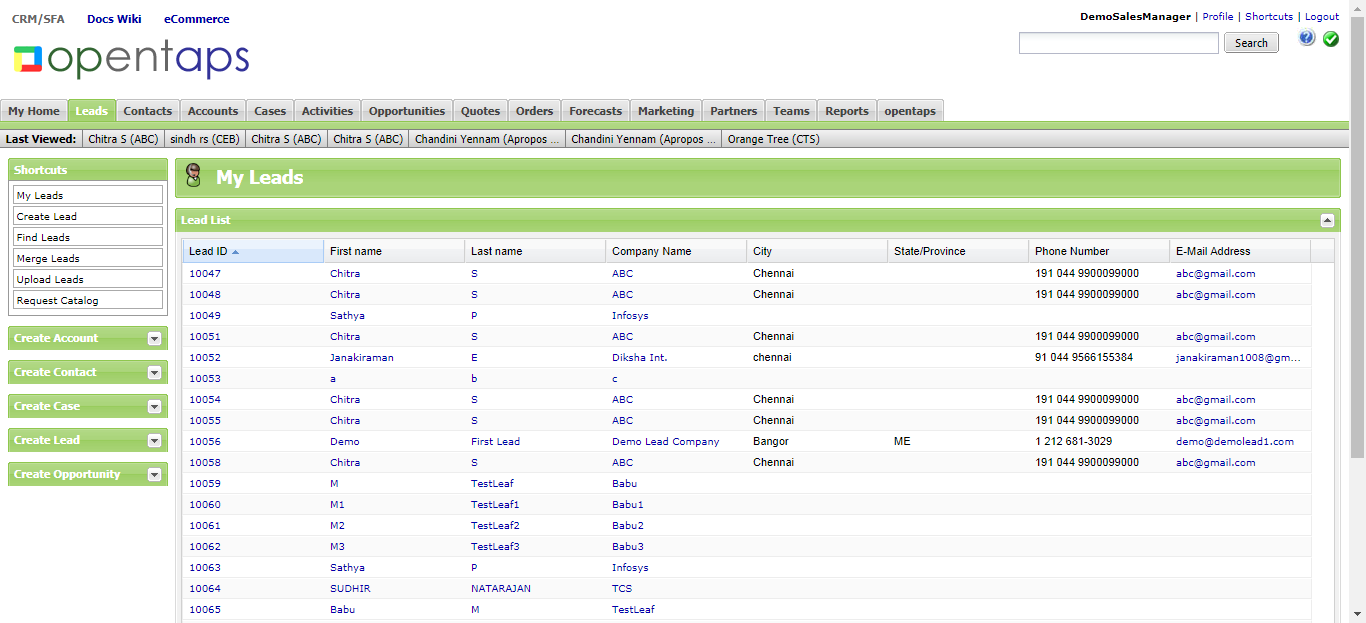 CRM/SFA Docs Wiki eCommerce
DemoSalesManager | Profile | Shortcuts | Logout
opentaps
Search
My Home Leads Contacts Accounts Cases Activities Opportunities Quotes Orders Forecasts Marketing Partners Teams Reports opentaps
Last Viewed: Chitra S (ABC) sindh rs (CEB) Chitra S (ABC) Chitra S (ABC) Chandini Yennam (Apropos ... Chandini Yennam (Apropos ... Orange Tree (CTS)
Shortcuts
My Leads
Create Lead
Find Leads
Merge Leads
Upload Leads
Request Catalog
Create Account
Create Contact
Create Case
Create Lead
Create Opportunity
My Leads
Lead List
Lead ID First name Last name Company Name City State/Province Phone Number E-Mail Address
10047 Chitra S ABC Chennai 191 044 9900099000 abc@gmail.com
10048 Chitra S ABC Chennai 191 044 9900099000 abc@gmail.com
10049 Sathya P Infosys
10051 Chitra S ABC Chennai 191 044 9900099000 abc@gmail.com
10052 Janakiraman E Diksha Int. chennai 91 044 9566155384 janakiraman1008@gm...
10053 a b c
10054 Chitra S ABC Chennai 191 044 9900099000 abc@gmail.com
10055 Chitra S ABC Chennai 191 044 9900099000 abc@gmail.com
10056 Demo First Lead Demo Lead Company Bangor ME 1 212 681-3029 demo@demolead1.com
10058 Chitra S ABC Chennai 191 044 9900099000 abc@gmail.com
10059 M TestLeaf Babu
10060 M1 TestLeaf1 Babu1
10061 M2 TestLeaf2 Babu2
10062 M3 TestLeaf3 Babu3
10063 Sathya P Infosys
10064 SUDHIR NATARAJAN TCS
10065 Babu M TestLeaf